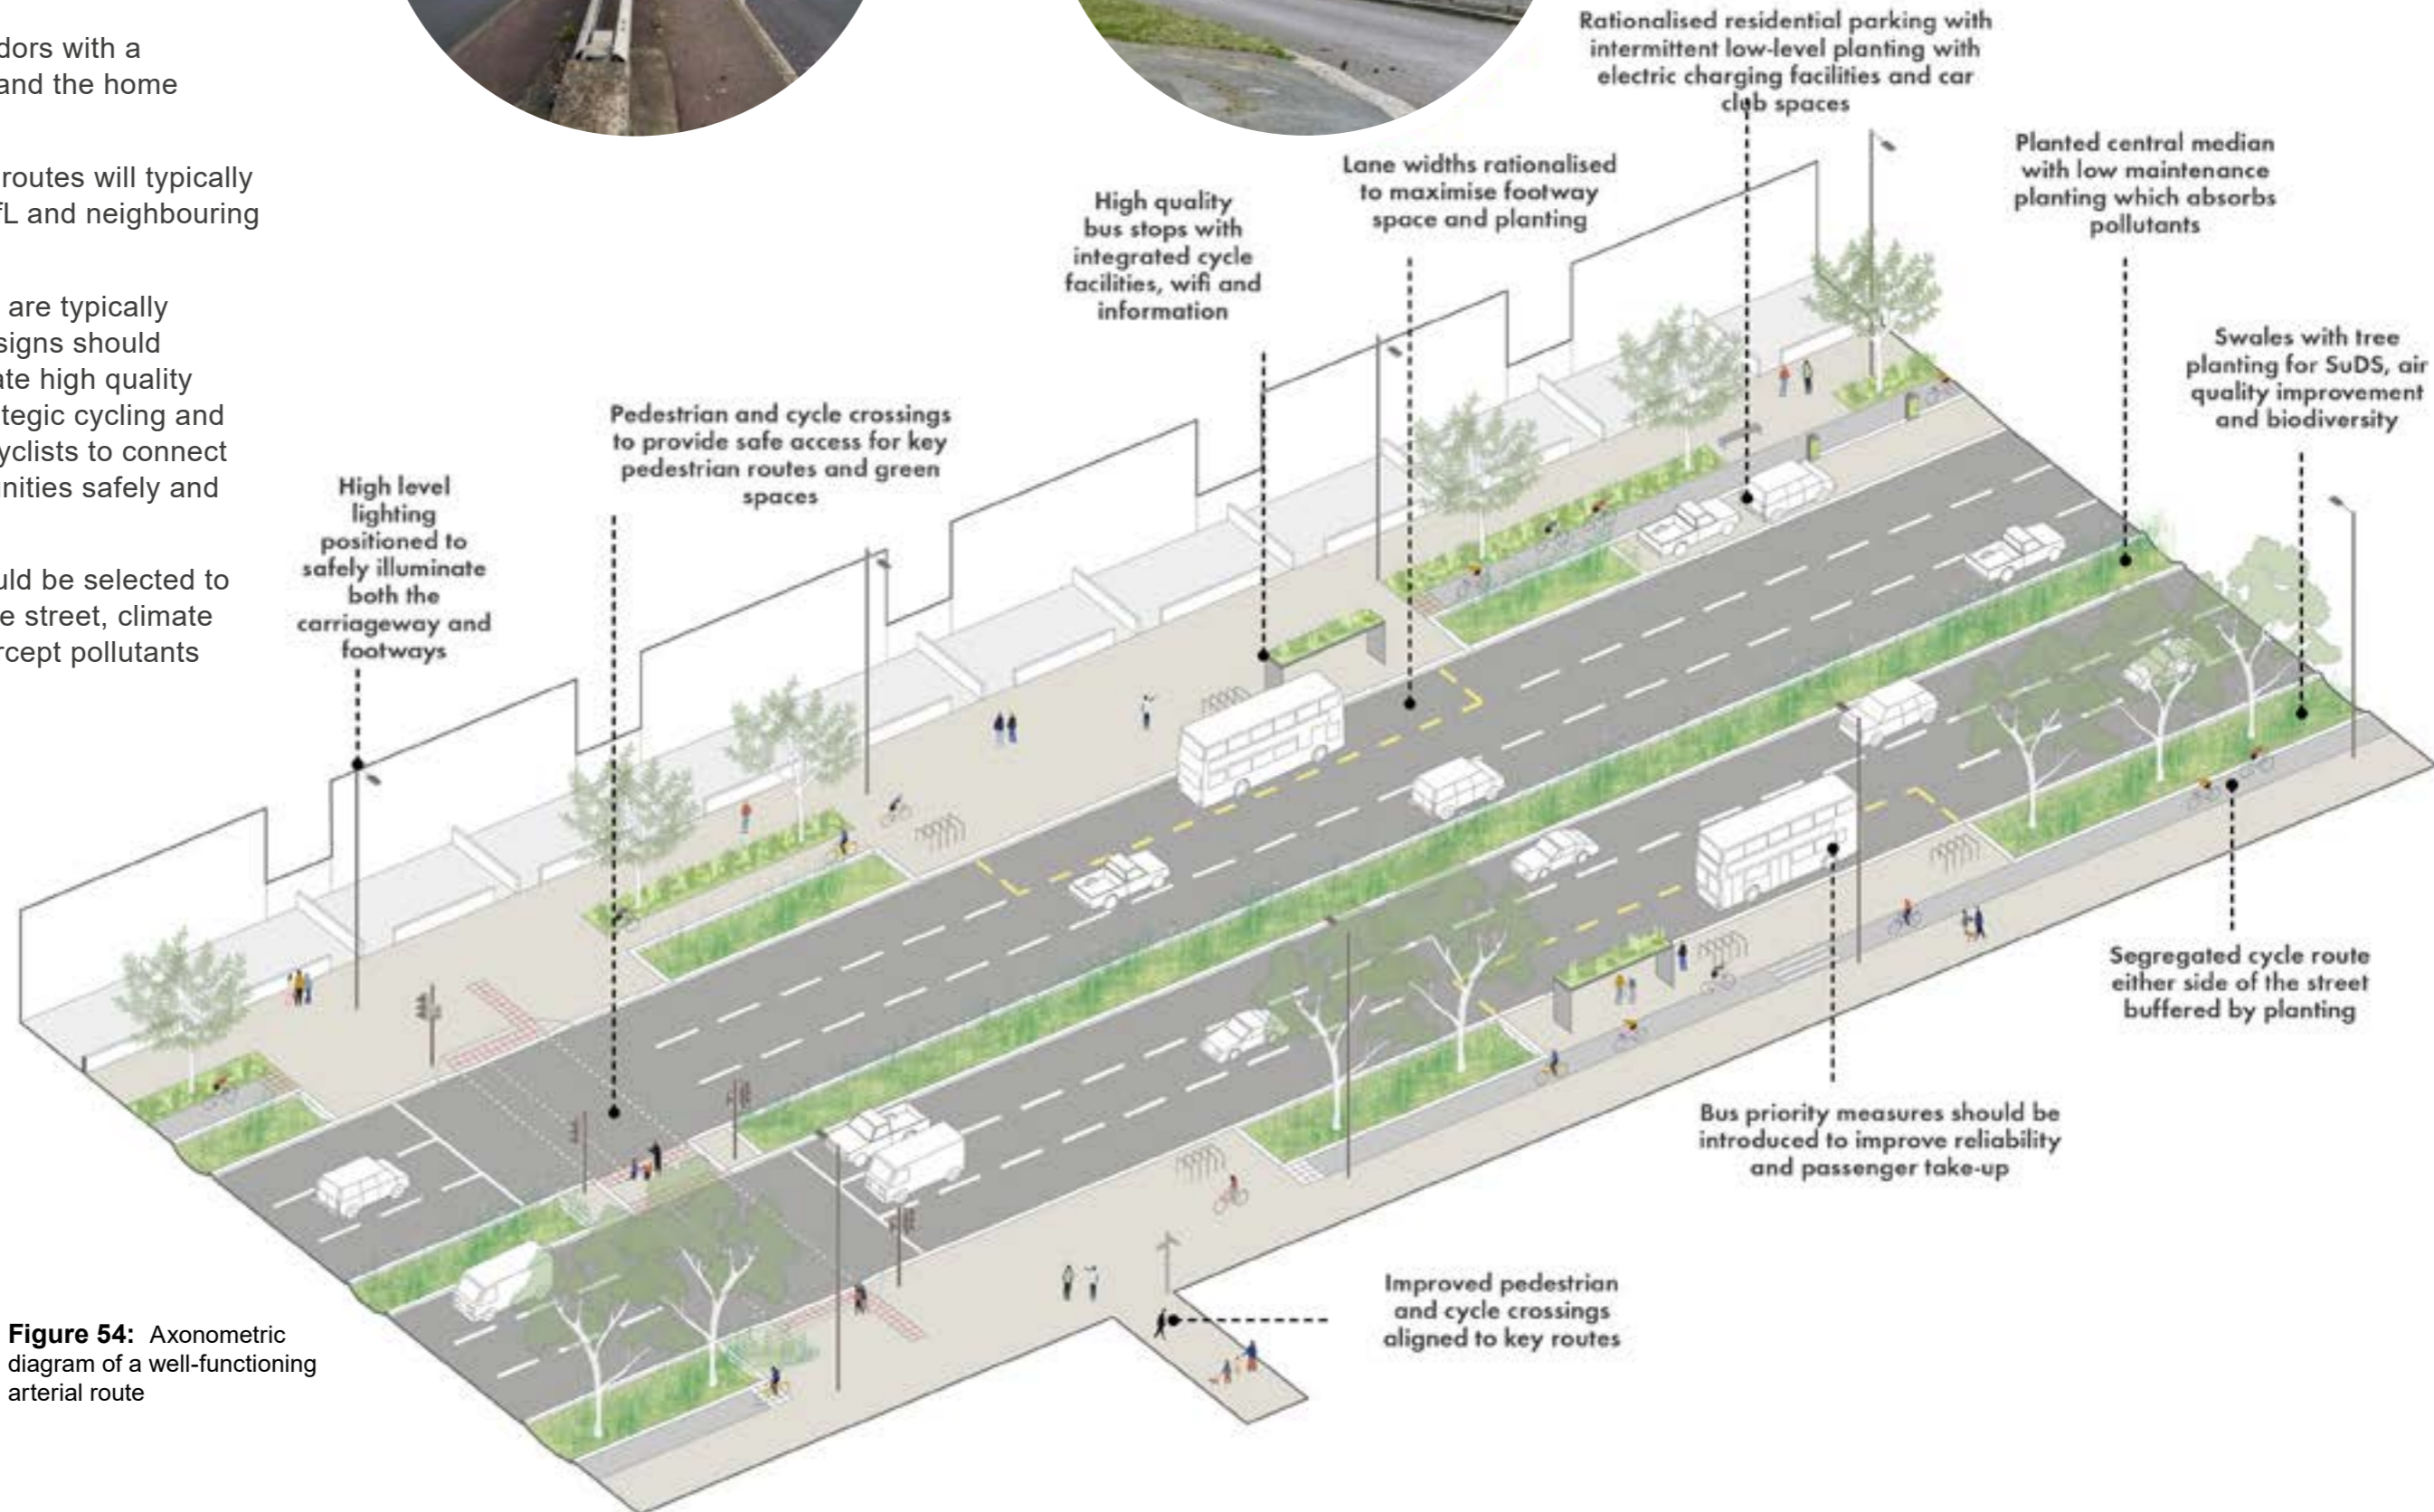 dors with a
and the home
routes will typically
fL and neighbouring
are typically
signs should
ate high quality
tegic cycling and
yclists to connect
nities safely and
uld be selected to
e street, climate
rcept pollutants
Rationalised residential parking with
intermittent low-level planting with
electric charging facilities and car
club spaces
Planted central median
with low maintenance
planting which absorbs
pollutants
Lane widths rationalised
to maximise footway
space and planting
High quality
bus stops with
integrated cycle
facilities, wifi and
information
Swales with tree
planting for SuDS, air
quality improvement
and biodiversity
Pedestrian and cycle crossings
to provide safe access for key
pedestrian routes and green
spaces
High level
lighting
positioned to
safely illuminate
both the
carriageway and
footways
Segregated cycle route
either side of the street
buffered by planting
Bus priority measures should be
introduced to improve reliability
and passenger take-up
Improved pedestrian
and cycle crossings
aligned to key routes
Figure 54: Axonometric
diagram of a well-functioning
arterial route